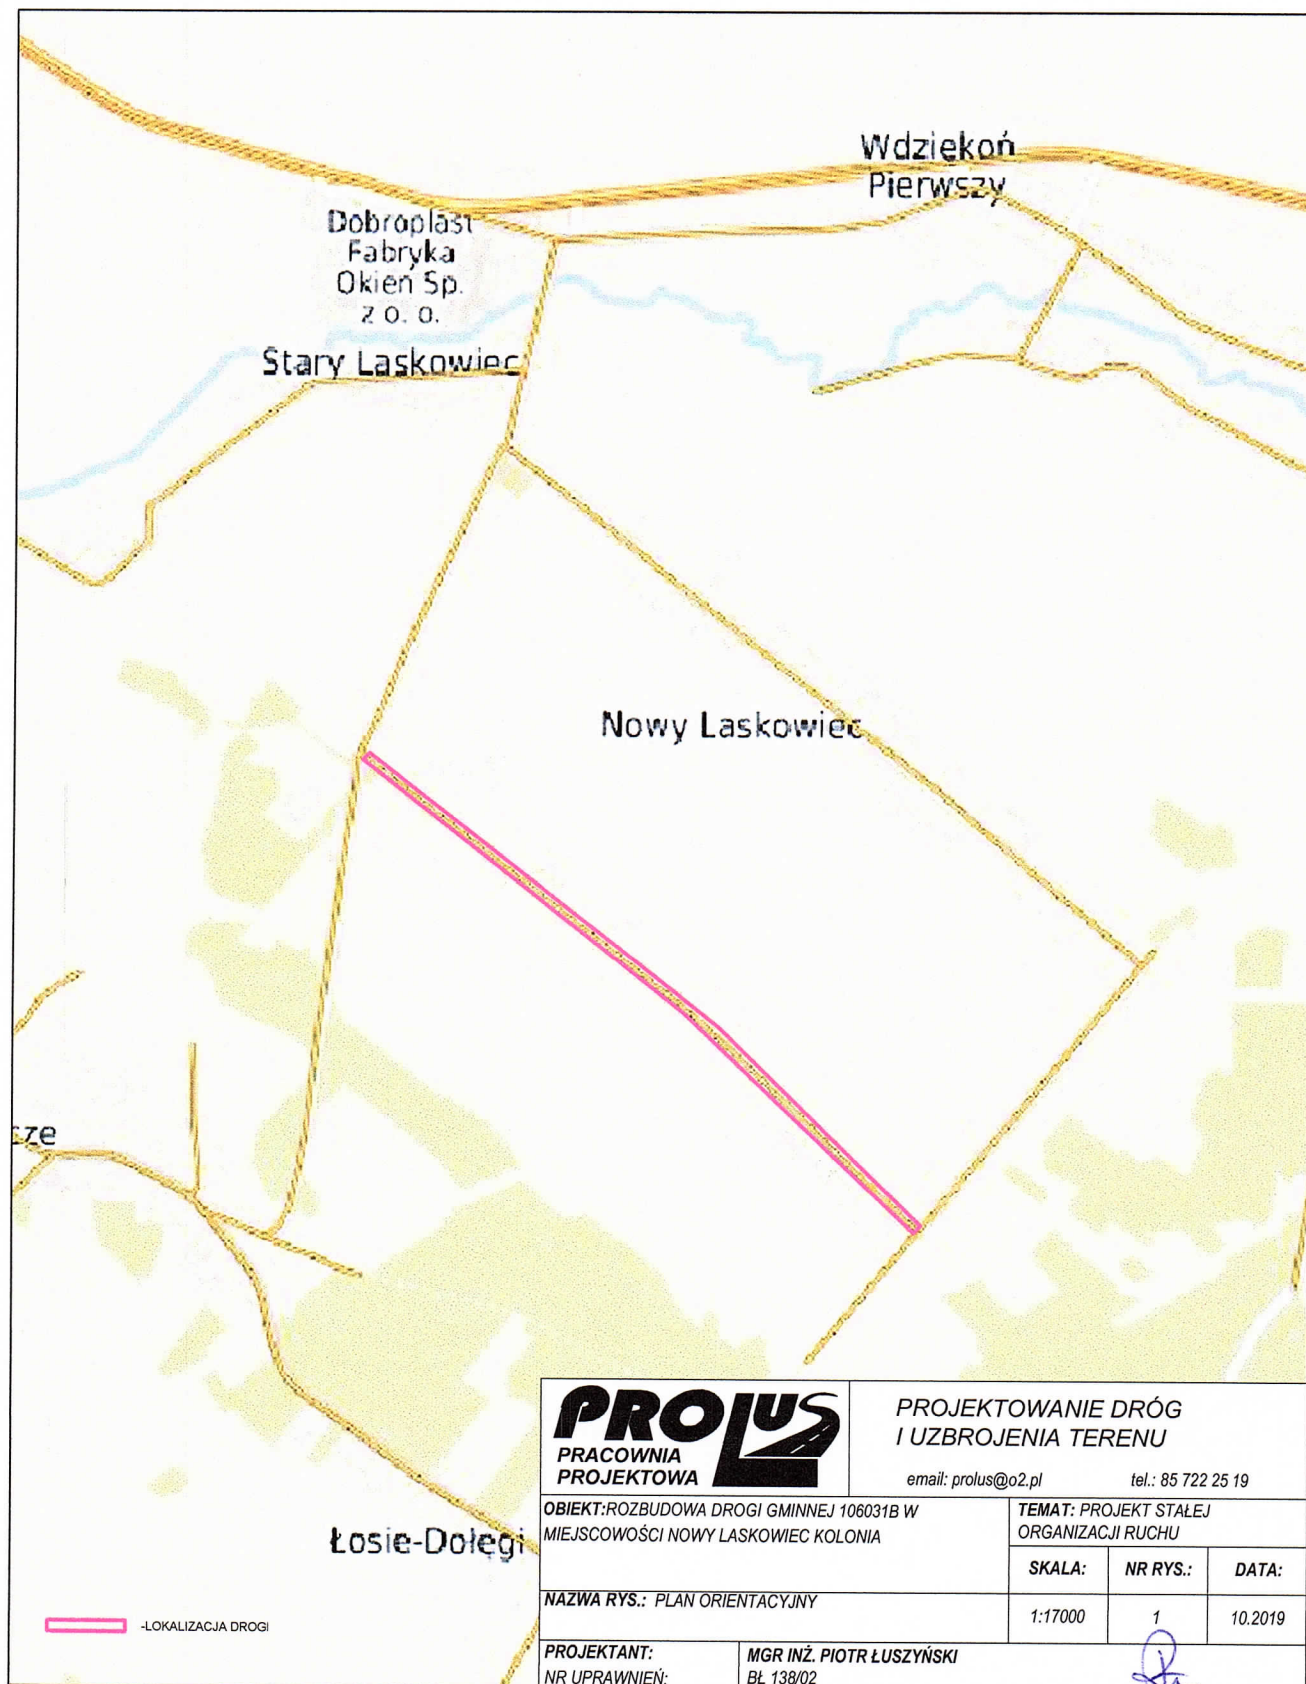 Wdziękoń
Pierwszy
Dobroplast
Fabryka
Okien Sp.
z o. o.
Stary Laskowiec
Nowy Laskowiec
sze
Łosie-Dołęgi
-LOKALIZACJA DROGI
PROLUS
PRACOWNIA
PROJEKTOWA
PROJEKTOWANIE DRÓG
I UZBROJENIA TERENU
email: prolus@o2.pl tel.: 85 722 25 19
OBIEKT:ROZBUDOWA DROGI GMINNEJ 106031B W
MIEJSCOWOŚCI NOWY LASKOWIEC KOLONIA
TEMAT: PROJEKT STAŁEJ
ORGANIZACJI RUCHU
SKALA: NR RYS.: DATA:
NAZWA RYS.: PLAN ORIENTACYJNY
1:17000 1 10.2019
PROJEKTANT: MGR INŻ. PIOTR ŁUSZYŃSKI
NR UPRAWNIEŃ: BŁ 138/02